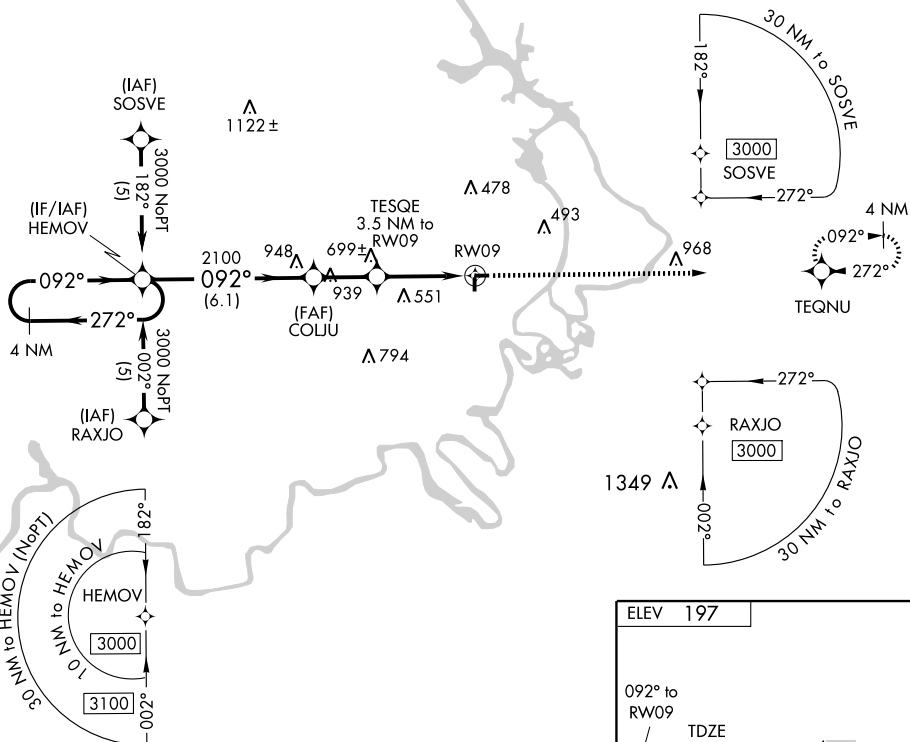 (IAF)
SOSVE
1122 ±
3000 NoPT
182°
(5)
(IF/IAF)
HEMOV
092°
272°
4 NM
2100
092°
(6.1)
948
699±
939
(FAF)
COLJU
TESQE
3.5 NM to
RW09
551
794
478
493
RW09
968
3000 NoPT
002°
(5)
(IAF)
RAXJO
30 NM to SOSVE
182°
3000
SOSVE
272°
4 NM
092°
272°
TEQNU
272°
RAXJO
3000
002°
30 NM to RAXJO
1349
30 NM to HEMOV (NoPT)
10 NM to HEMOV
182°
HEMOV
3000
3100
002°
ELEV 197
092° to
RW09
TDZE